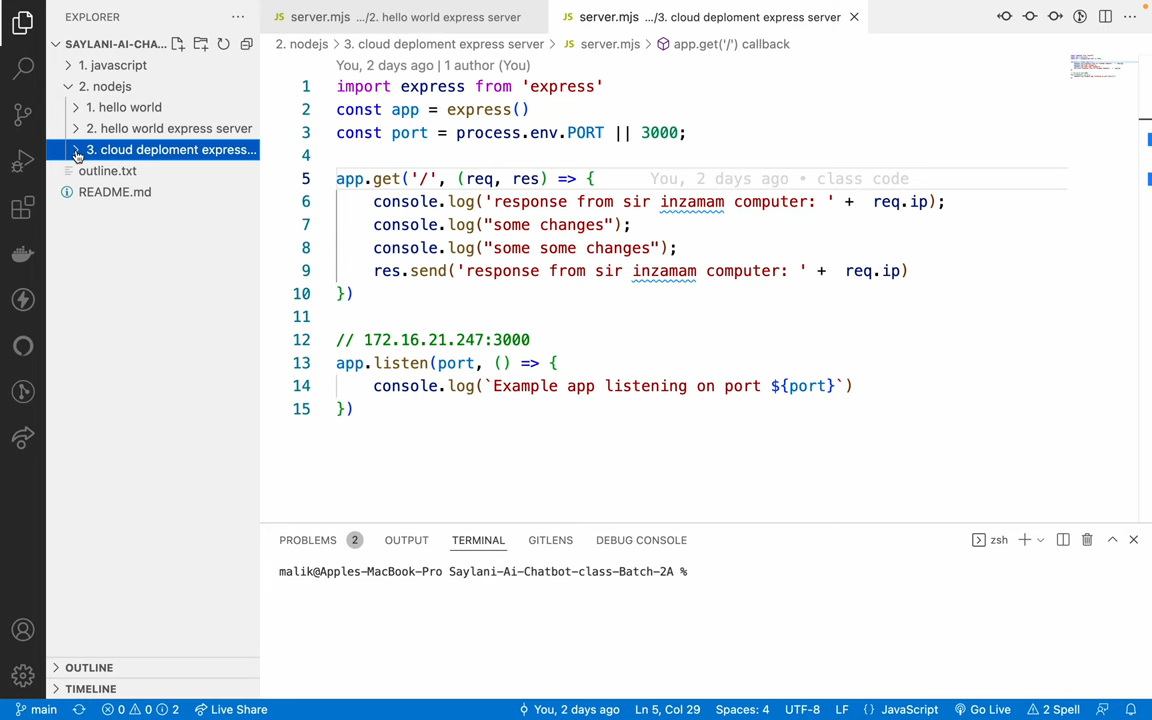 EXPLORER
SAYLANI-AI-CHA...
1. javascript
2. nodejs
1. hello world
2. hello world express server
3. cloud deploment express...
outline.txt
README.md
OUTLINE
TIMELINE
JS server.mjs .../2. hello world express server
JS server.mjs .../3. cloud deploment express server
2. nodejs > 3. cloud deploment express server > JS server.mjs > app.get('/') callback
You, 2 days ago | 1 author (You)
1 import express from 'express'
2 const app = express()
3 const port = process.env.PORT || 3000;
4
5 app.get('/', (req, res) => { You, 2 days ago • class code
6 console.log('response from sir inzamam computer: ' + req.ip);
7 console.log("some changes");
8 console.log("some some changes");
9 res.send('response from sir inzamam computer: ' + req.ip)
10 })
11
12 // 172.16.21.247:3000
13 app.listen(port, () => {
14 console.log(`Example app listening on port ${port}`)
15 })
PROBLEMS 2 OUTPUT TERMINAL GITLENS DEBUG CONSOLE zsh
malik@Apples-MacBook-Pro Saylani-Ai-Chatbot-class-Batch-2A %
main 0 0 2 Live Share You, 2 days ago Ln 5, Col 29 Spaces: 4 UTF-8 LF {} JavaScript Go Live 2 Spell